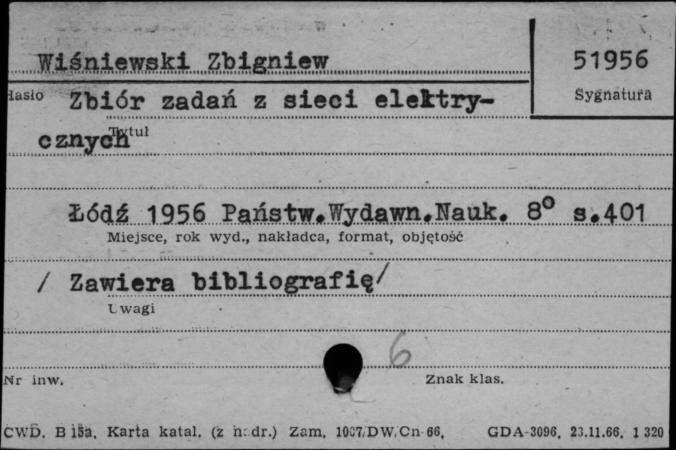 Wiśniewski Zbigniew
51956
Hasło
Sygnatura
Zbiór zadań z sieci elektry-
cznych
Tytuł
Łódź 1956 Państw.Wydawn.Nauk. 8° s.401
Miejsce, rok wyd., nakładca, format, objętość
/ Zawiera bibliografię/
Uwagi
6
Nr inw.
Znak klas.
CWD. B 15a. Karta katal. (z nadr.) Zam. 1007/DW/Cn-66. GDA-3096. 23.11.66. 1 320